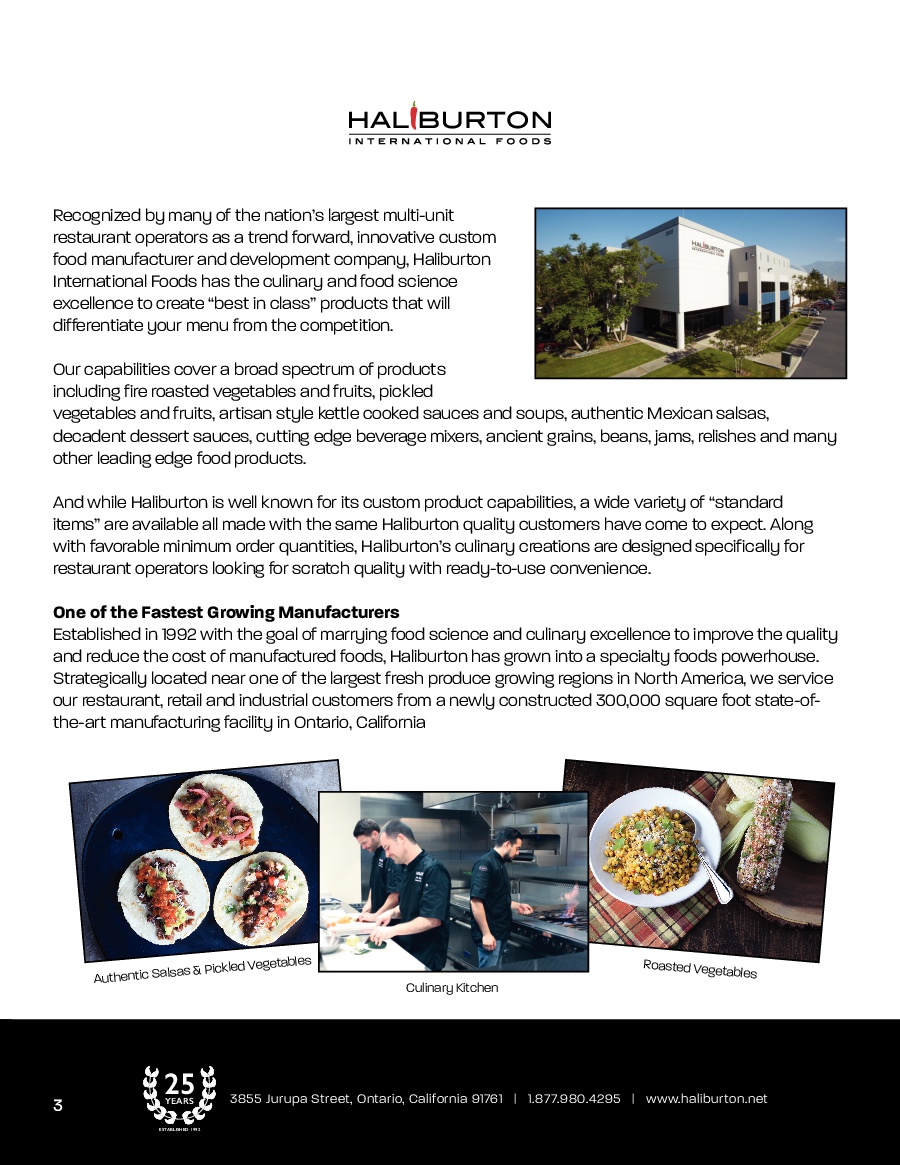 HALIBURTON
INTERNATIONAL FOODS
Recognized by many of the nation's largest multi-unit
restaurant operators as a trend forward, innovative custom
food manufacturer and development company, Haliburton
International Foods has the culinary and food science
excellence to create “best in class” products that will
differentiate your menu from the competition.
HALIBURTON
Our capabilities cover a broad spectrum of products
including fire roasted vegetables and fruits, pickled
vegetables and fruits, artisan style kettle cooked sauces and soups, authentic Mexican salsas,
decadent dessert sauces, cutting edge beverage mixers, ancient grains, beans, jams, relishes and many
other leading edge food products.
And while Haliburton is well known for its custom product capabilities, a wide variety of “standard
items” are available all made with the same Haliburton quality customers have come to expect. Along
with favorable minimum order quantities, Haliburton's culinary creations are designed specifically for
restaurant operators looking for scratch quality with ready-to-use convenience.
One of the Fastest Growing Manufacturers
Established in 1992 with the goal of marrying food science and culinary excellence to improve the quality
and reduce the cost of manufactured foods, Haliburton has grown into a specialty foods powerhouse.
Strategically located near one of the largest fresh produce growing regions in North America, we service
our restaurant, retail and industrial customers from a newly constructed 300,000 square foot state-of-
the-art manufacturing facility in Ontario, California
Authentic Salsas & Pickled Vegetables
Culinary Kitchen
Roasted Vegetables
3
25
YEARS
ESTABLISHED 1992
3855 Jurupa Street, Ontario, California 91761 | 1.877.980.4295 | www.haliburton.net